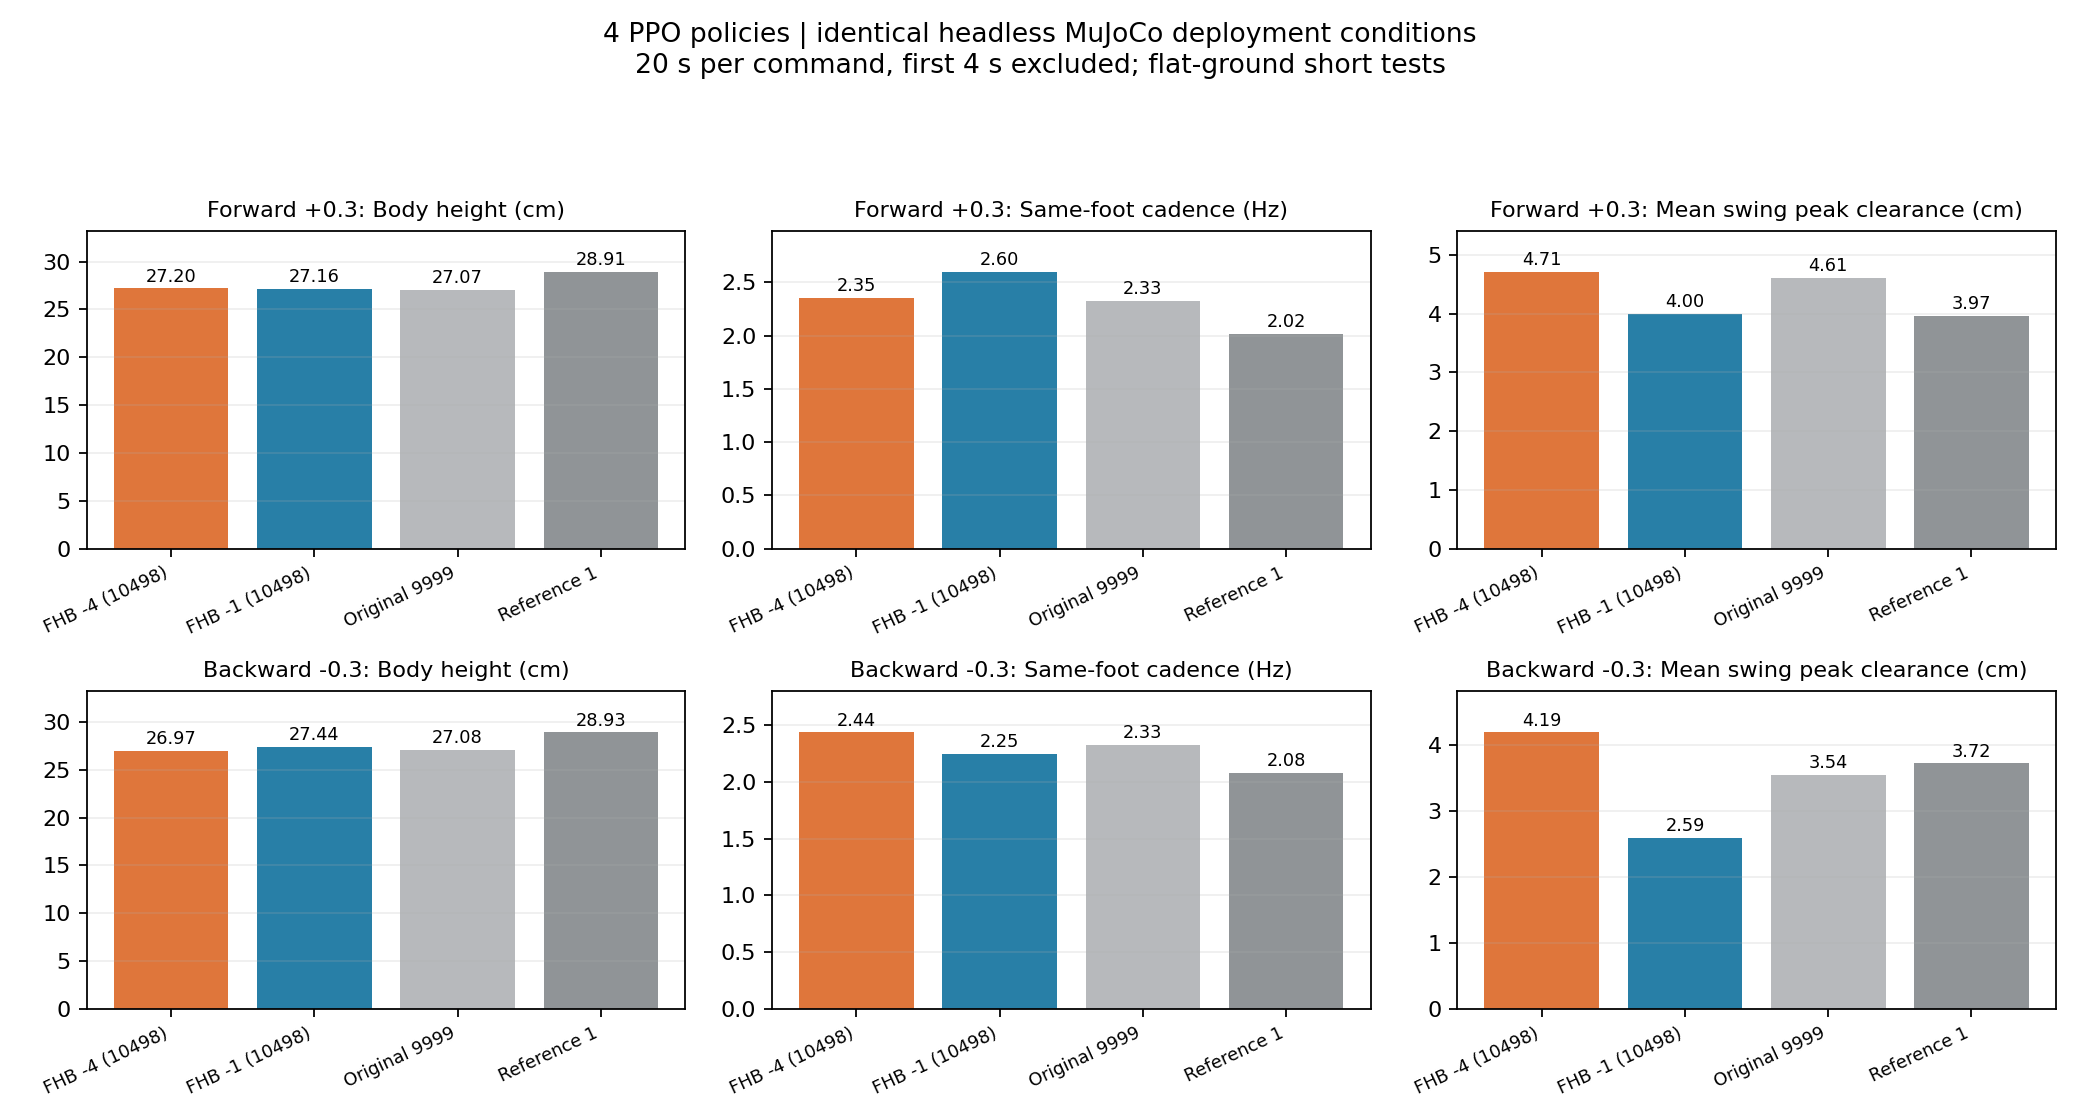 4 PPO policies | identical headless MuJoCo deployment conditions
20 s per command, first 4 s excluded; flat-ground short tests
Forward +0.3: Body height (cm)
30
25
20
15
10
5
0
27.20
27.16
27.07
28.91
FHB -4 (10498)
FHB -1 (10498)
Original 9999
Reference 1
Forward +0.3: Same-foot cadence (Hz)
2.5
2.0
1.5
1.0
0.5
0.0
2.35
2.60
2.33
2.02
FHB -4 (10498)
FHB -1 (10498)
Original 9999
Reference 1
Forward +0.3: Mean swing peak clearance (cm)
5
4
3
2
1
0
4.71
4.00
4.61
3.97
FHB -4 (10498)
FHB -1 (10498)
Original 9999
Reference 1
Backward -0.3: Body height (cm)
30
25
20
15
10
5
0
26.97
27.44
27.08
28.93
FHB -4 (10498)
FHB -1 (10498)
Original 9999
Reference 1
Backward -0.3: Same-foot cadence (Hz)
2.5
2.0
1.5
1.0
0.5
0.0
2.44
2.25
2.33
2.08
FHB -4 (10498)
FHB -1 (10498)
Original 9999
Reference 1
Backward -0.3: Mean swing peak clearance (cm)
4
3
2
1
0
4.19
2.59
3.54
3.72
FHB -4 (10498)
FHB -1 (10498)
Original 9999
Reference 1